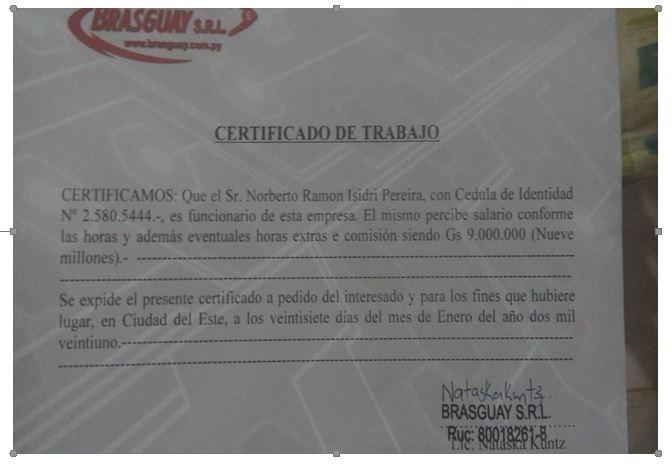 BRASGUAY S.R.L.
www.brasguay.com.py
CERTIFICADO DE TRABAJO
CERTIFICAMOS: Que el Sr. Norberto Ramon Isidri Pereira, con Cedula de Identidad
N° 2.580.5444.-, es funcionario de esta empresa. El mismo percibe salario conforme
las horas y además eventuales horas extras e comisión siendo Gs 9.000.000 (Nueve
millones).- ------------------------------------------------------------
------------------------------------------------------------
Se expide el presente certificado a pedido del interesado y para los fines que hubiere
lugar, en Ciudad del Este, a los veintisiete días del mes de Enero del año dos mil
veintiuno.------------------------------------------------------------
------------------------------------------------------------
Nataska Kuntz.
BRASGUAY S.R.L.
Ruc: 80018261-8
Lic. Nataska Kuntz